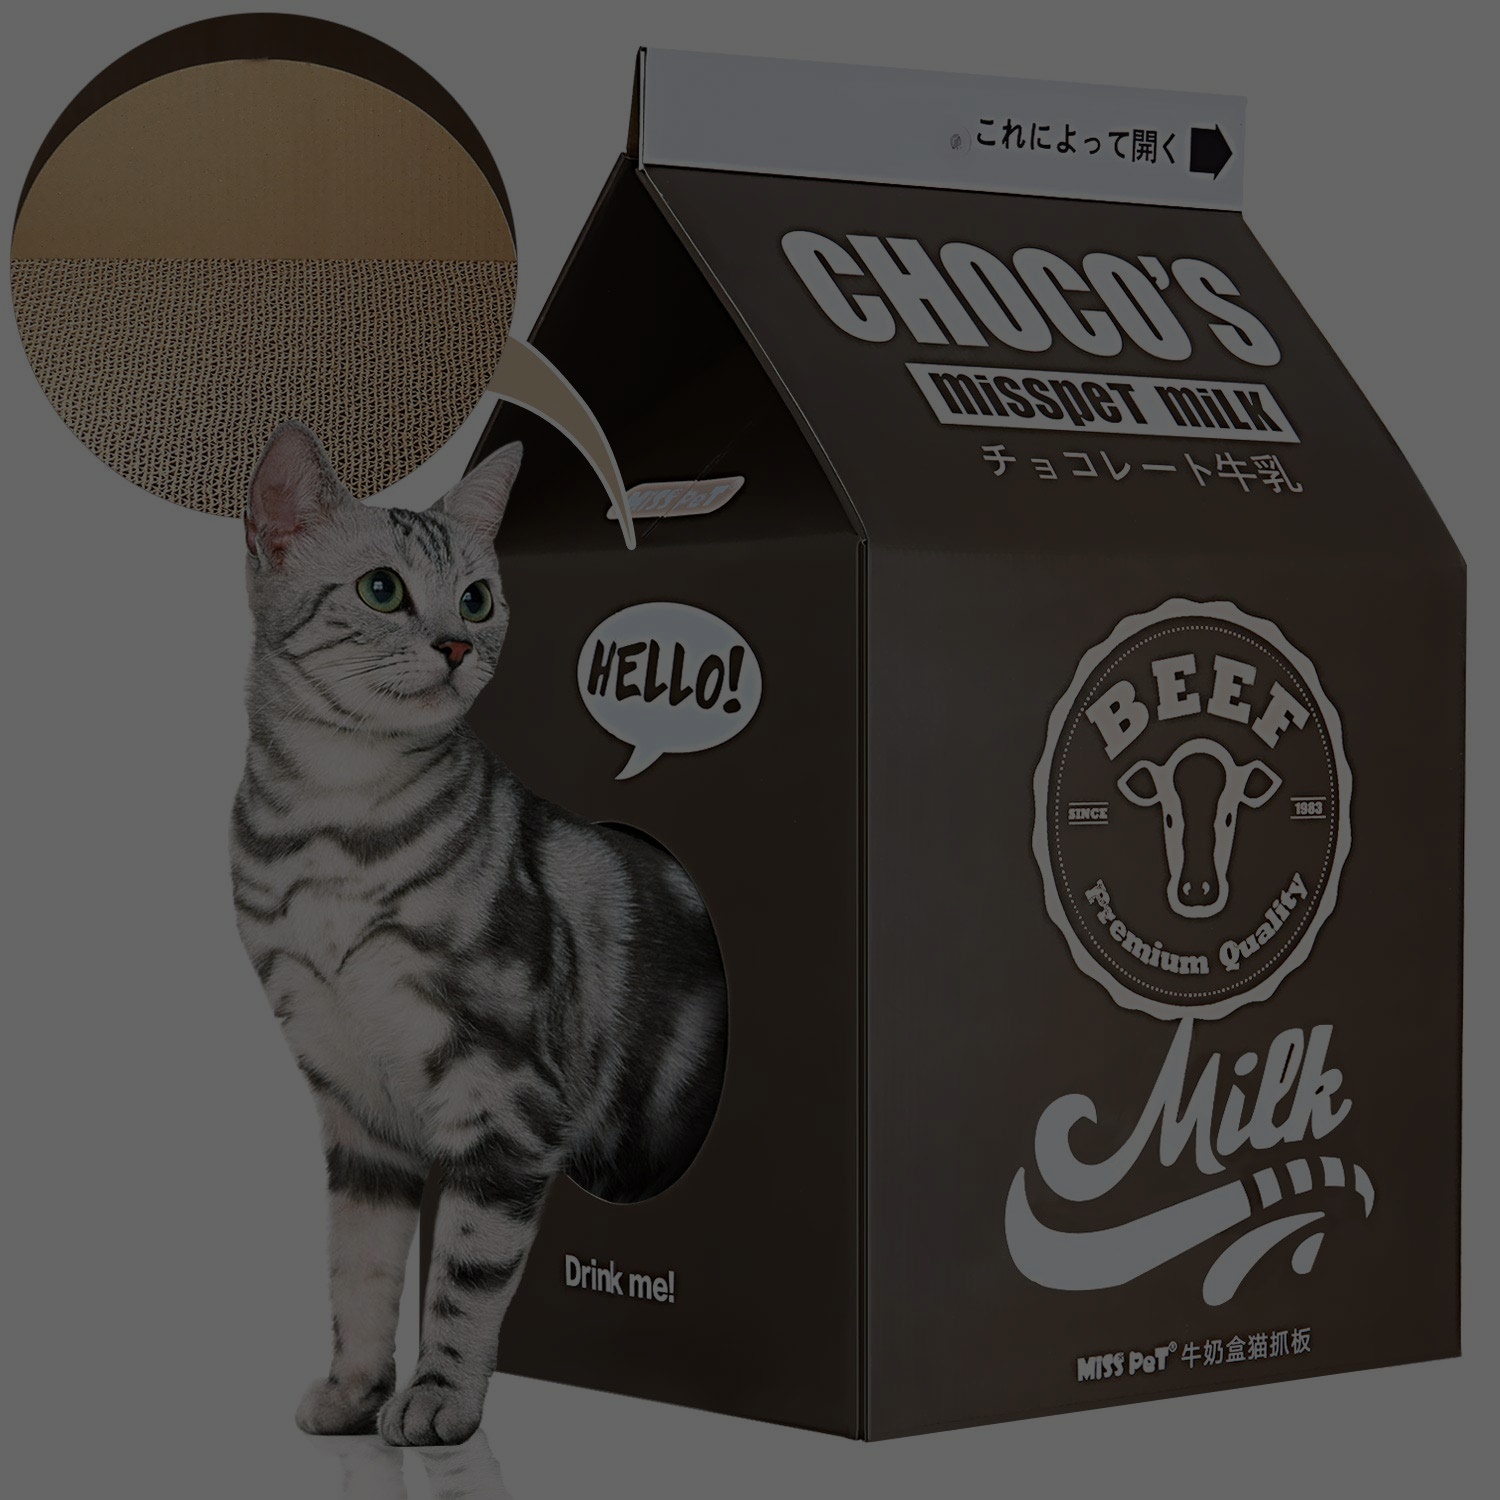 これによって開く
CHOCO'S
misspet milk
チョコレート牛乳
MISS PET
HELLO!
BEEF
SINCE
1983
Premium Quality
Milk
Drink me!
MISS PET® 牛奶盒猫抓板